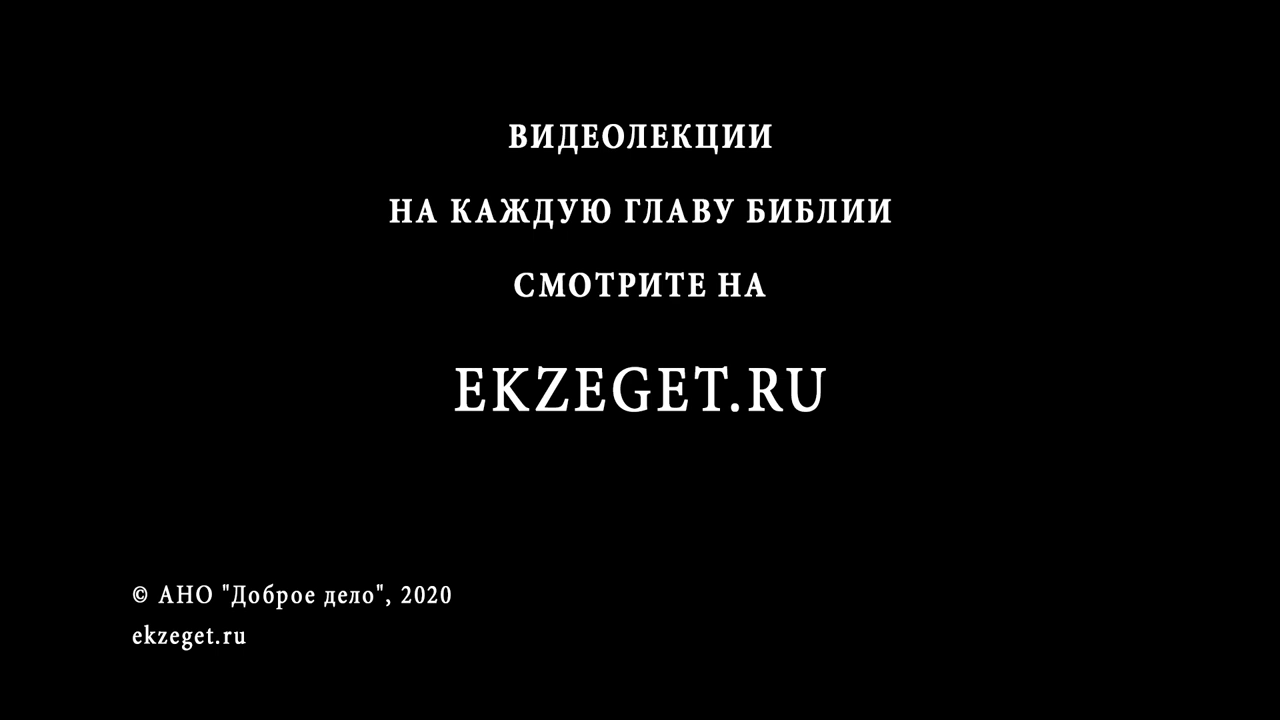 ВИДЕОЛЕКЦИИ
НА КАЖДУЮ ГЛАВУ БИБЛИИ
СМОТРИТЕ НА
EKZEGET.RU
© АНО "Доброе дело", 2020
ekzeget.ru